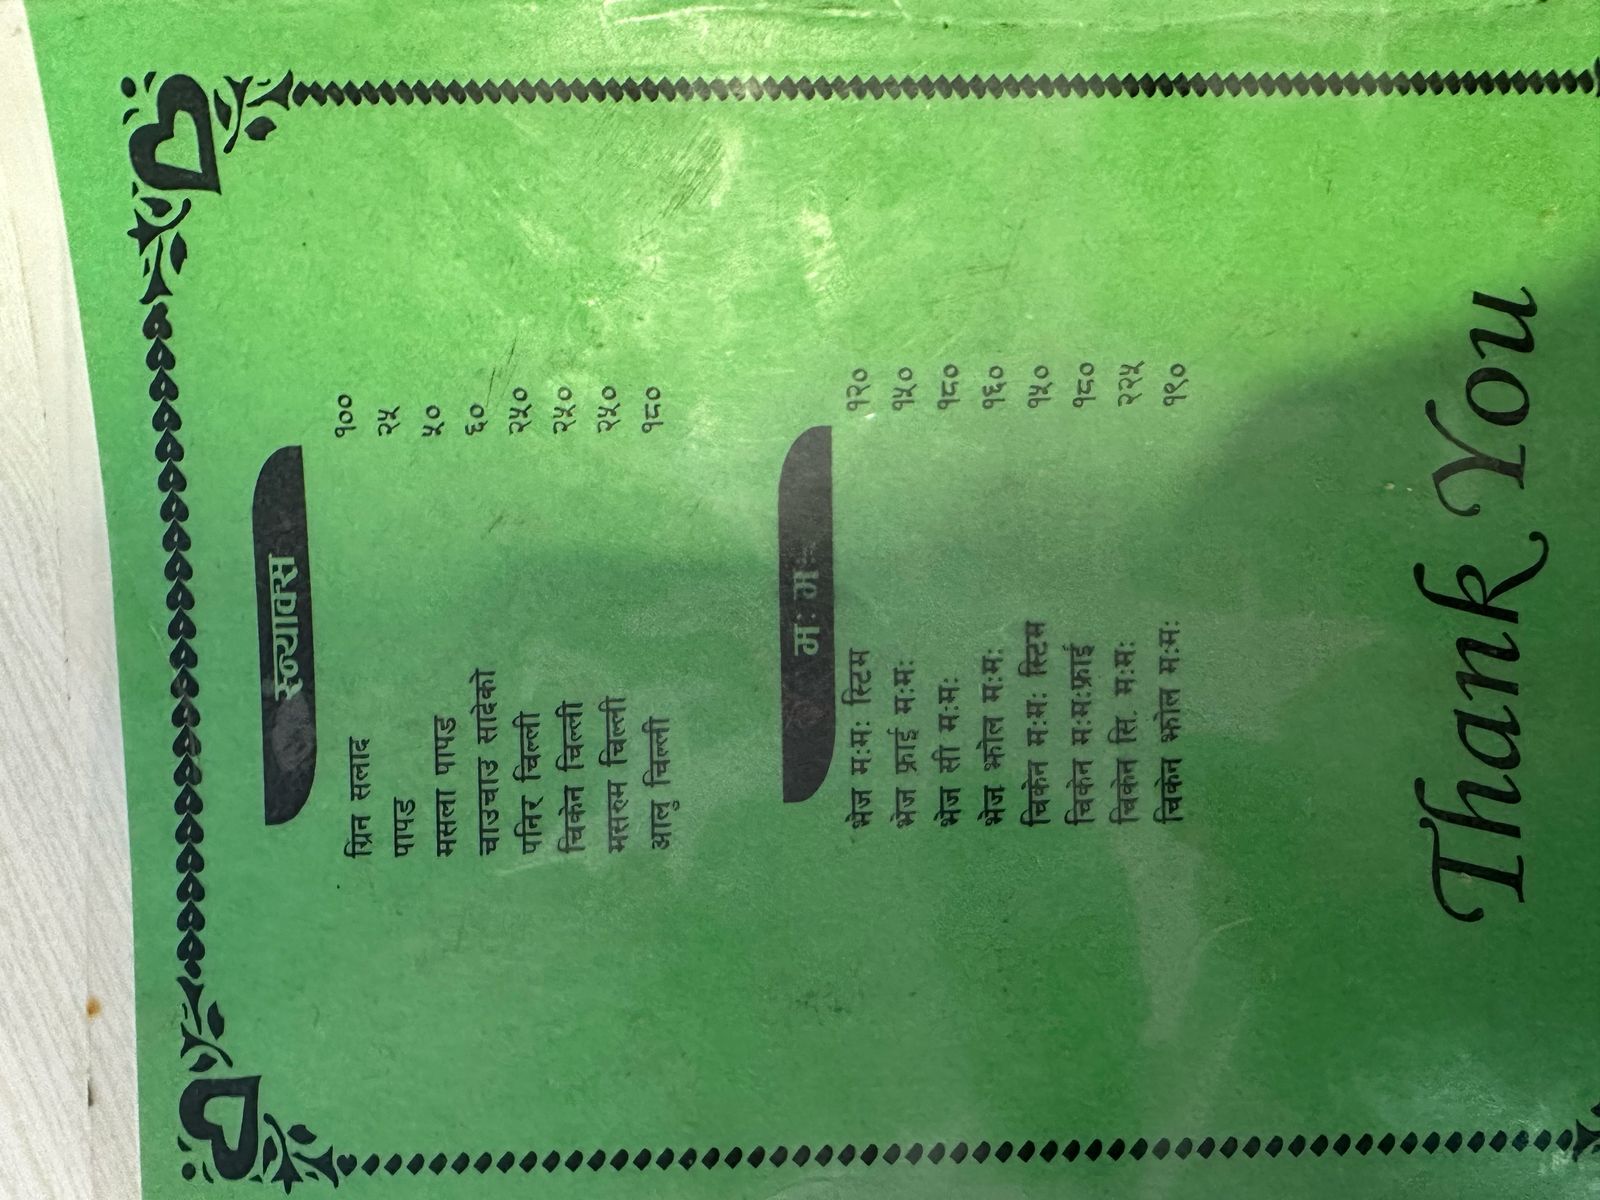 स्न्याक्स
ग्रिन सलाद १००
पापड २५
मसला पापड ५०
चाउचाउ सादेको ६०
पनिर चिल्ली २५०
चिकेन चिल्ली २५०
मसरुम चिल्ली २५०
आलु चिल्ली १८०
मः मः
भेज मःमः स्टिम १२०
भेज फ्राई मःमः १५०
भेज सी मःमः १८०
भेज झोल मःमः १६०
चिकेन मःमः स्टिम १५०
चिकेन मःमःफ्राई १८०
चिकेन सि. मःमः २२५
चिकेन झोल मःमः १९०
Thank You